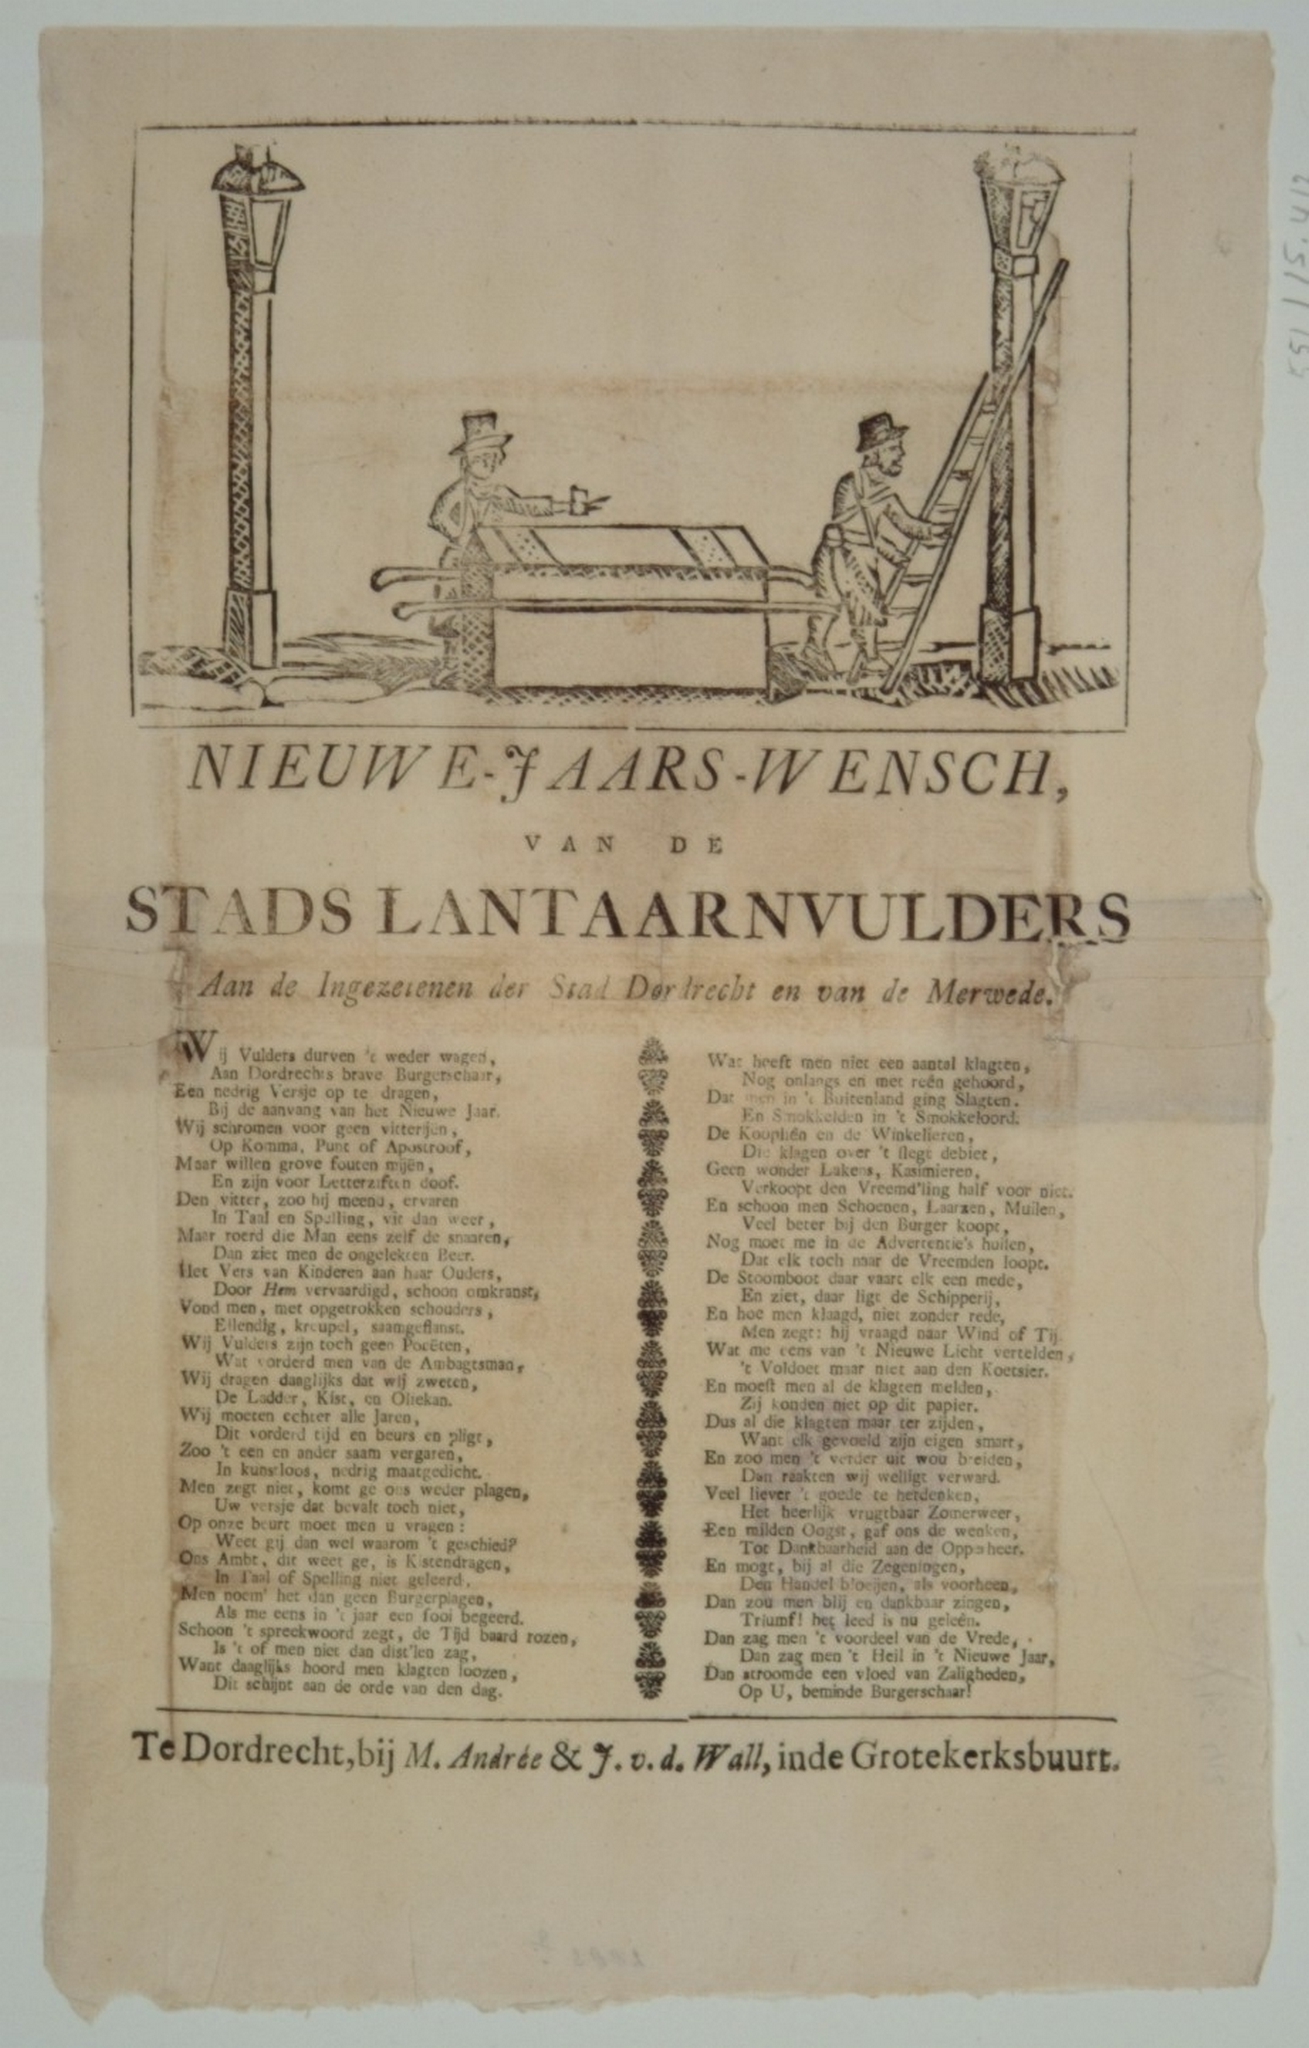 NIEUWE-JAARS-WENSCH,
VAN DE
STADS LANTAARNVULDERS
Aan de Ingezetenen der Stad Dordrecht en van de Merwede.
Wij Vulders durven 't weder wagen,
Aan Dordrechts brave Burgerschaar,
Een nedrig Versje op te dragen,
Bij de aanvang van het Nieuwe Jaar.
Wij schromen voor geen vitterijen,
Op Komma, Punt of Apostroof,
Maar willen grove fouten mijën,
En zijn voor Letterziften doof.
Den vitter, zoo hij meend, ervaren
In Taal en Spelling, vit dan weer,
Maar roerd die Man eens zelf de snaaren,
Dan ziet men de ongelekten Beer.
Het Vers van Kinderen aan haar Ouders,
Door Hem vervaardigd, schoon omkranst,
Vond men, met opgetrokken schouders,
Ellendig, kreupel, saamgeflanst.
Wij Vulders zijn toch geen Poëeten,
Wat vorderd men van de Ambagtsman,
Wij dragen daaglijks dat wij zweten,
De Ladder, Kist, en Oliekan.
Wij moeten echter alle Jaren,
Dit vorderd tijd en beurs en pligt,
Zoo 't een en ander saam vergaren,
In kunstloos, nedrig maatgedicht.
Men zegt niet, komt ge ons weder plagen,
Uw versje dat bevalt toch niet,
Op onze beurt moet men u vragen:
Weet gij dan wel waarom 't geschied?
Ons Ambt, dit weet ge, is Kistendragen,
In Taal of Spelling niet geleerd,
Men noem' het dan geen Burgerplagen,
Als me eens in 't jaar een fooi begeerd.
Schoon 't spreekwoord zegt, de Tijd baard rozen,
Is 't of men niet dan dist'len zag,
Want daaglijks hoord men klagten loozen,
Dit schijnt aan de orde van den dag.
Wat heeft men niet een aantal klagten,
Nog onlangs en met reên gehoord,
Dat men in 't Buitenland ging Slagten.
En Smokkelden in 't Smokkeloord.
De Kooplién en de Winkelieren,
Die klagen over 't slegt debiet,
Geen wonder Lakens, Kasimieren,
Verkoopt den Vreemd'ling half voor niet.
En schoon men Schoenen, Laarzen, Muilen,
Veel beter bij den Burger koopt,
Nog moet me in de Advertentie's huilen,
Dat elk toch naar de Vreemden loopt.
De Stoomboot daar vaart elk een mede,
En ziet, daar ligt de Schipperij,
En hoe men klaagd, niet zonder rede,
Men zegt: hij vraagd naar Wind of Tij.
Wat me eens van 't Nieuwe Licht vertelden,
't Voldoet maar niet aan den Koetsier.
En moest men al de klagten melden,
Zij konden niet op dit papier.
Dus al die klagten maar ter zijden,
Want elk gevoeld zijn eigen smart,
En zoo men 't verder uit wou breiden,
Dan raakten wij welligt verward.
Veel liever 't goede te herdenken,
Het heerlijk vrugtbaar Zomerweer,
Een milden Oogst, gaf ons de wenken,
Tot Dankbaarheid aan de Oppsheer.
En mogt, bij al die Zegeningen,
Den Handel bloeijen, als voorheen,
Dan zou men blij en dankbaar zingen,
Triumf! het leed is nu geleên.
Dan zag men 't voordeel van de Vrede,
Dan zag men 't Heil in 't Nieuwe Jaar,
Dan stroomde een vloed van Zaligheden,
Op U, beminde Burgerschaar!
Te Dordrecht, bij M. Andrée & J. v. d. Wall, inde Grotekerksbuurt.